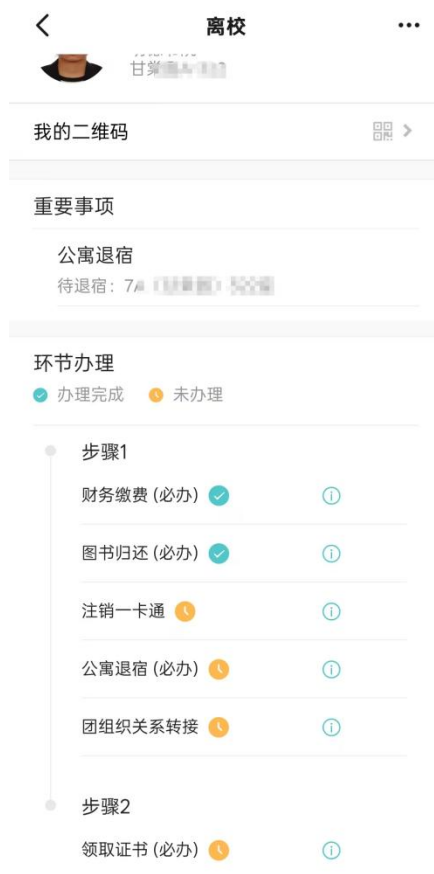 离校
我的二维码
重要事项
公寓退宿
待退宿：7A
环节办理
办理完成 未办理
步骤1
财务缴费 (必办)
图书归还 (必办)
注销一卡通
公寓退宿 (必办)
团组织关系转接
步骤2
领取证书 (必办)